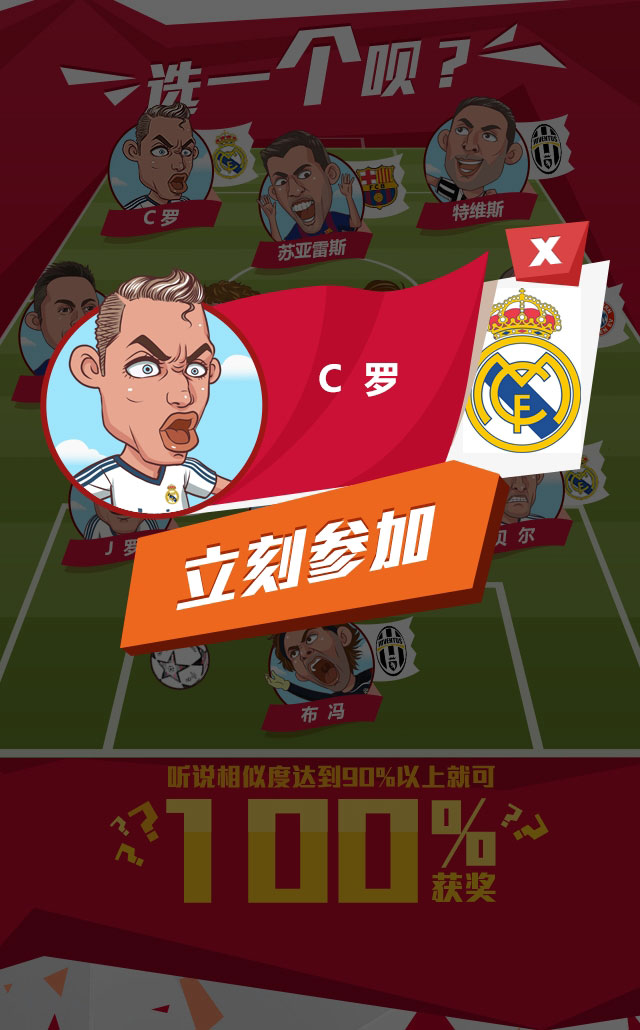 选一个呗？
C罗
苏亚雷斯
特维斯
X
C 罗
立刻参加
J 罗
贝 尔
布 冯
听说相似度达到90%以上就可
??100%??
获奖